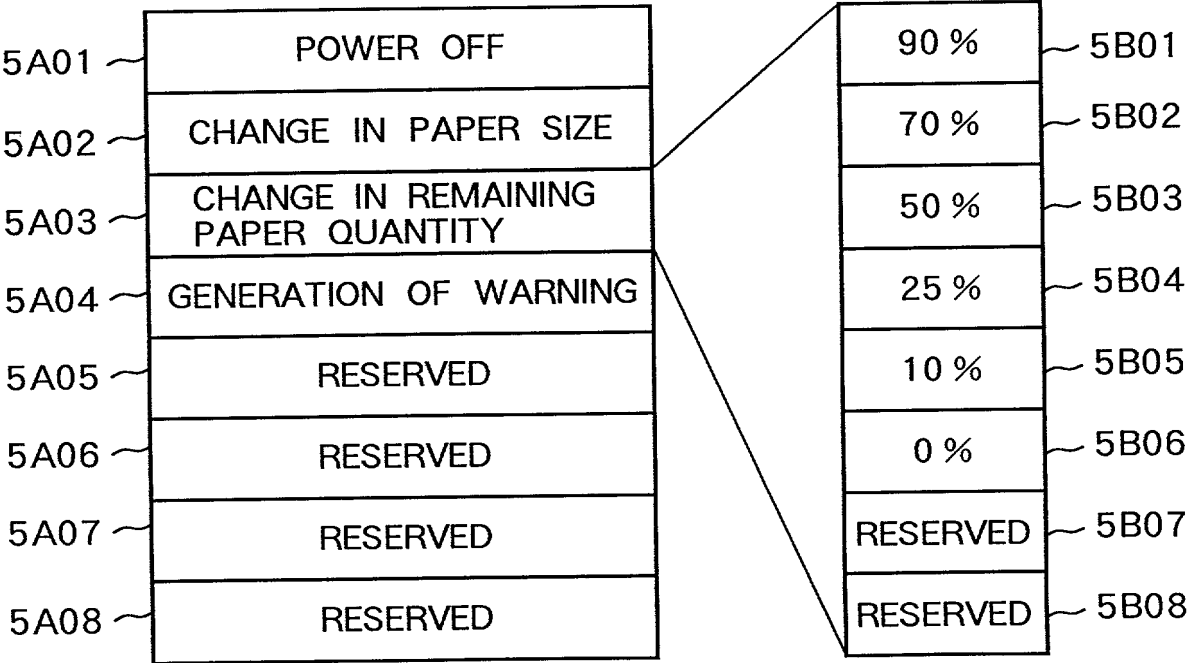 5A01 POWER OFF
5A02 CHANGE IN PAPER SIZE
5A03 CHANGE IN REMAINING
PAPER QUANTITY
5A04 GENERATION OF WARNING
5A05 RESERVED
5A06 RESERVED
5A07 RESERVED
5A08 RESERVED
90 % 5B01
70 % 5B02
50 % 5B03
25 % 5B04
10 % 5B05
0 % 5B06
RESERVED 5B07
RESERVED 5B08